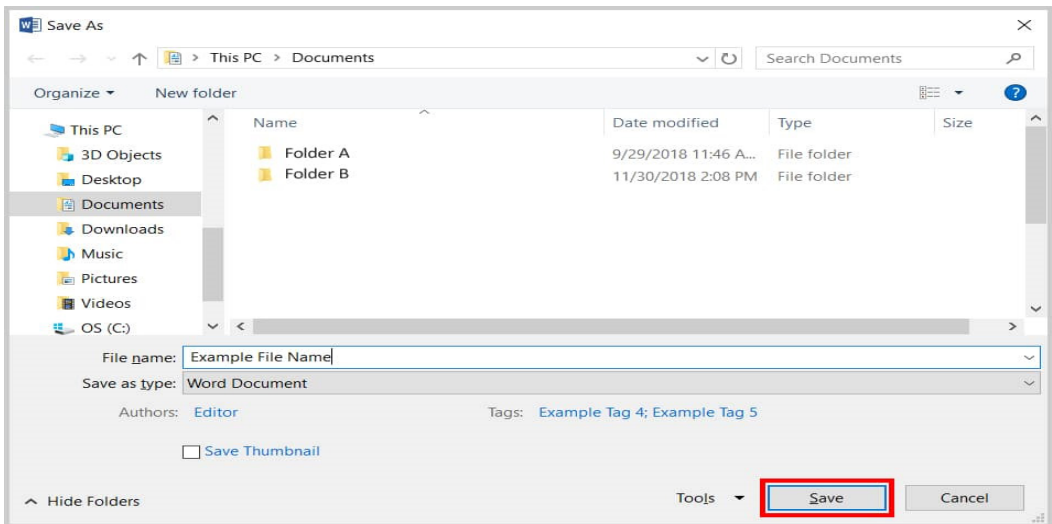 Save As
This PC > Documents
Search Documents
Organize
New folder
Name Date modified Type Size
This PC
3D Objects
Desktop
Documents
Downloads
Music
Pictures
Videos
OS (C:)
Folder A 9/29/2018 11:46 A... File folder
Folder B 11/30/2018 2:08 PM File folder
File name: Example File Name
Save as type: Word Document
Authors: Editor Tags: Example Tag 4; Example Tag 5
Save Thumbnail
Hide Folders Tools Save Cancel